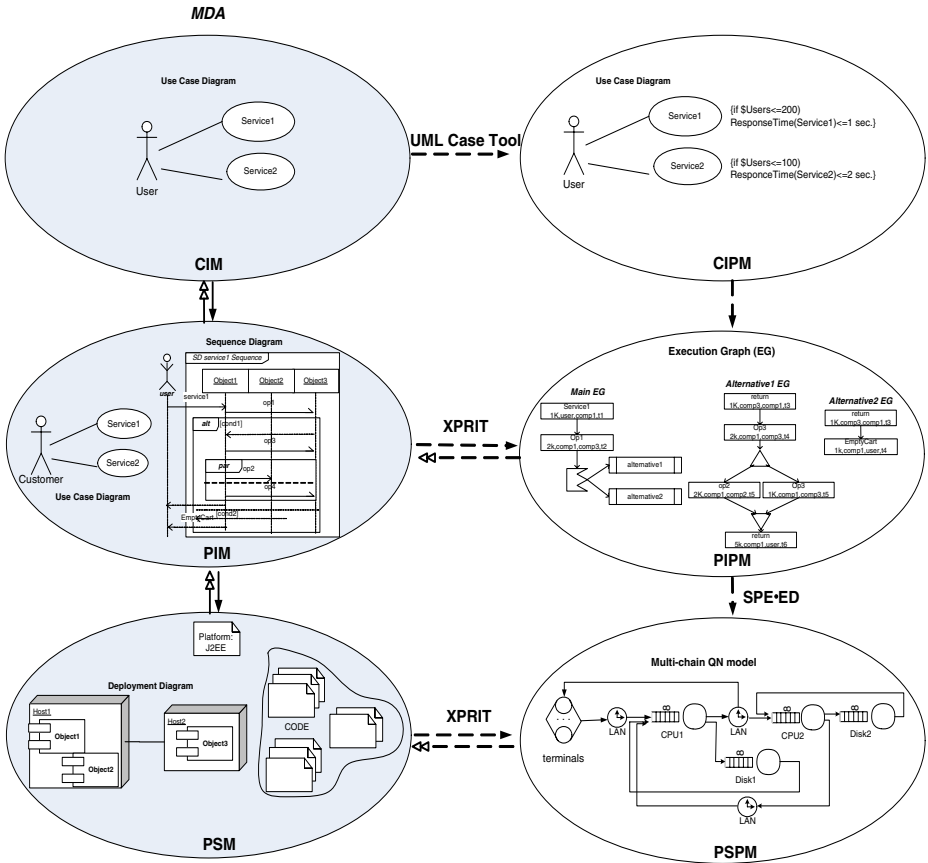 MDA
Use Case Diagram
Service1
Service2
User
CIM
UML Case Tool
Use Case Diagram
Service1
Service2
User
{if $Users<=200)
ResponseTime(Service1)<=1 sec.}
{if $Users<=100)
ResponceTime(Service2)<=2 sec.}
CIPM
Sequence Diagram
SD service1 Sequence
user
Object1
Object2
Object3
service1
op1
alt
[cond1]
op3
par
op2
op4
[cond2]
EmptyCart
Service1
Service2
Customer
Use Case Diagram
PIM
XPRIT
Execution Graph (EG)
Main EG
Service1
1K,user,comp1,t1
Op1
2k,comp1,comp3,t2
alternative1
alternative2
Alternative1 EG
return
1K,comp3,comp1,t3
Op3
2k,comp1,comp3,t4
op2
2K,comp1,comp2,t5
Op3
1K,comp1,comp3,t5
return
5k,comp1,user,t6
Alternative2 EG
return
1K,comp3,comp1,t3
EmptyCart
1k,comp1,user,t4
PIPM
SPE•ED
Platform:
J2EE
Deployment Diagram
Host1
Object1
Object2
Host2
Object3
CODE
PSM
XPRIT
Multi-chain QN model
...
terminals
LAN
CPU1
LAN
CPU2
Disk2
Disk1
LAN
PSPM